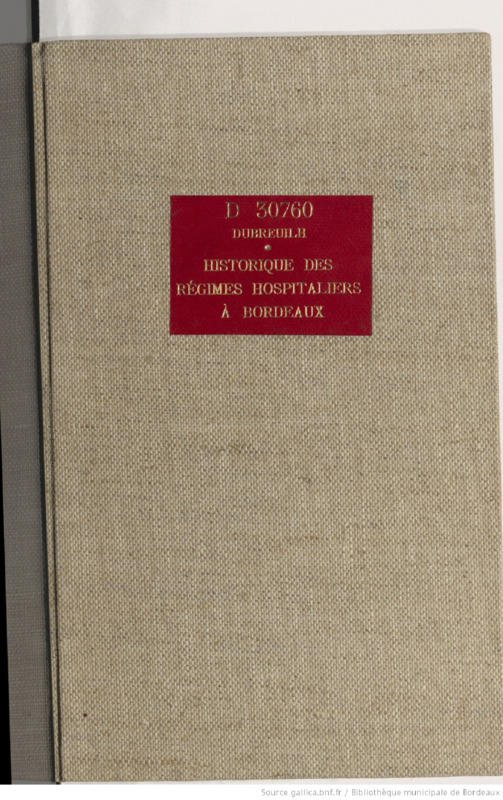 D 30760
DUBREUILH
HISTORIQUE DES
RÉGIMES HOSPITALIERS
À BORDEAUX
Source gallica.bnf.fr / Bibliothèque municipale de Bordeaux